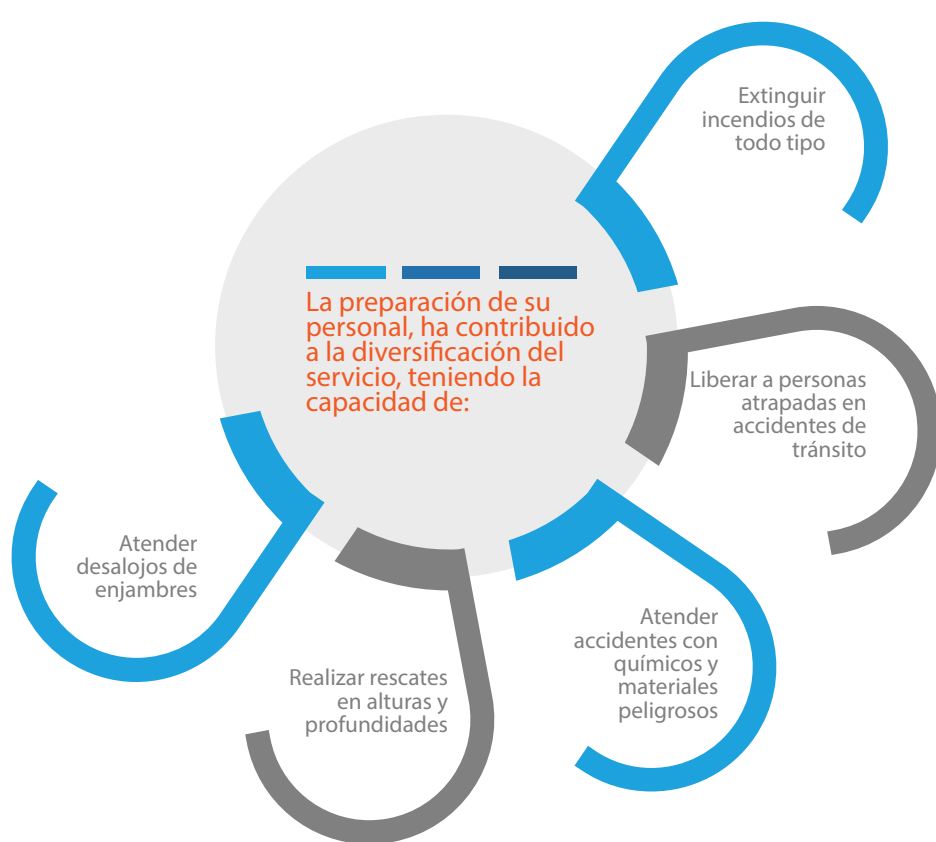 La preparación de su
personal, ha contribuido
a la diversificación del
servicio, teniendo la
capacidad de:
Extinguir
incendios de
todo tipo
Liberar a personas
atrapadas en
accidentes de
tránsito
Atender
accidentes con
químicos y
materiales
peligrosos
Realizar rescates
en alturas y
profundidades
Atender
desalojos de
enjambres